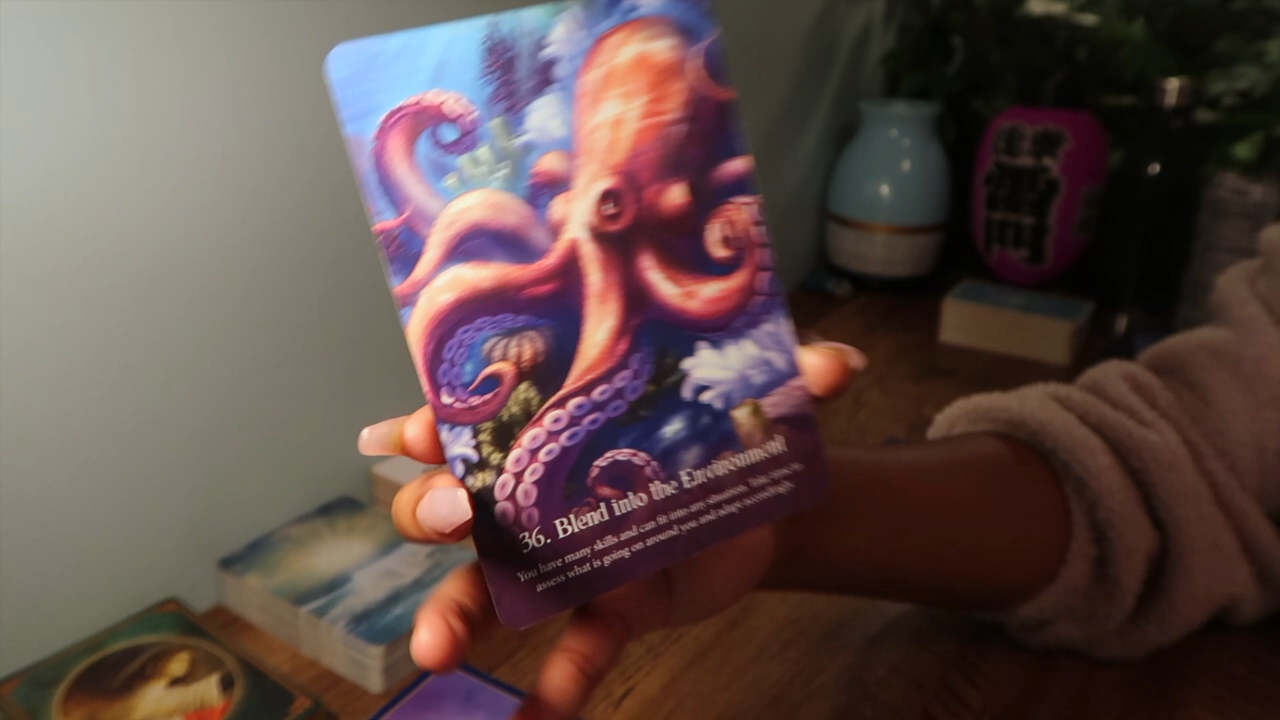 36. Blend into the Environment
You have many skills and can fit into any situation. Take time to
assess what is going on around you and adapt accordingly.